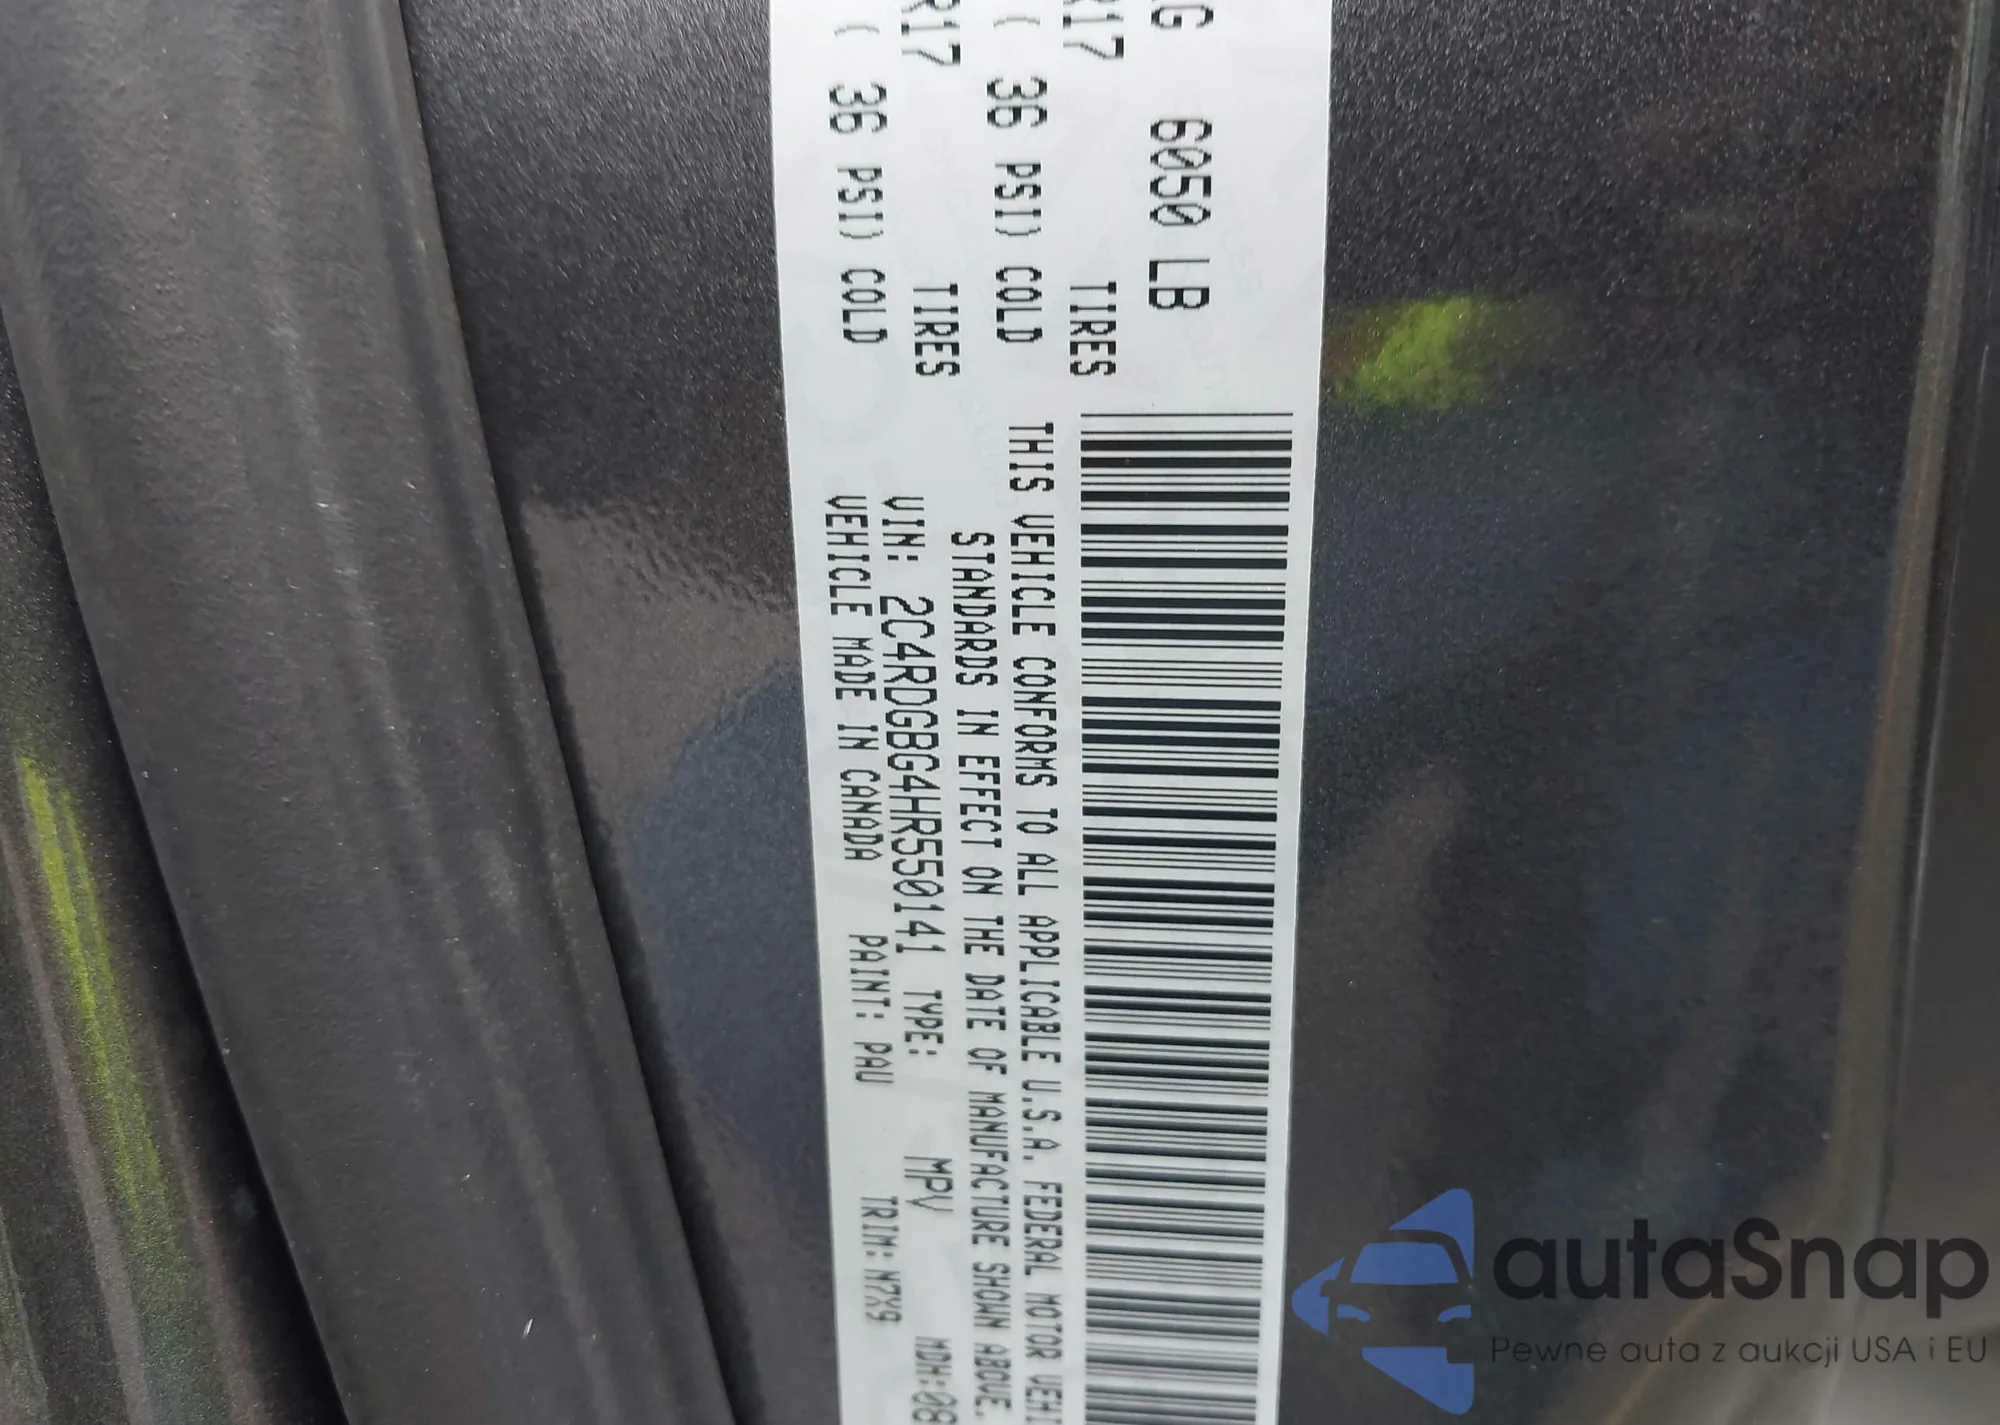 G 6050 LB
R17 TIRES
( 36 PSI) COLD
R17 TIRES
( 36 PSI) COLD
THIS VEHICLE CONFORMS TO ALL APPLICABLE U.S.A. FEDERAL MOTOR VEHI
STANDARDS IN EFFECT ON THE DATE OF MANUFACTURE SHOWN ABOVE.
VIN: 2C4RDGBG4HR550141 TYPE: MPV MDH:08
VEHICLE MADE IN CANADA PAINT: PAU TRIM: N7X9
autaSnap
Pewne auta z aukcji USA i EU